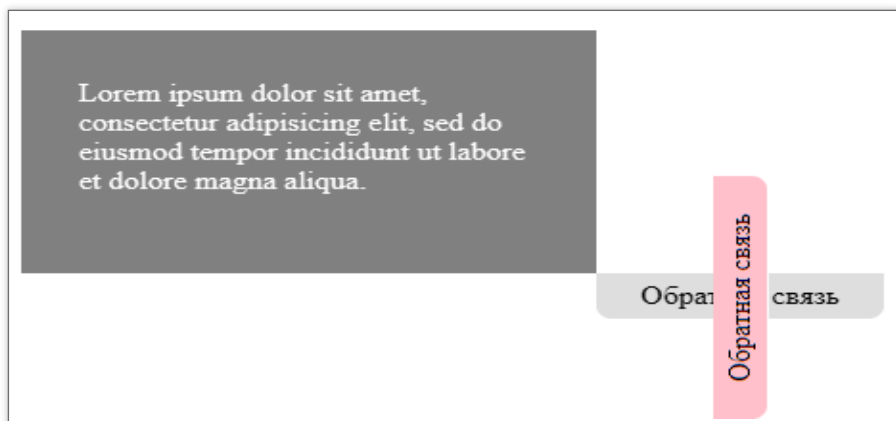 Lorem ipsum dolor sit amet,
consectetur adipisicing elit, sed do
eiusmod tempor incididunt ut labore
et dolore magna aliqua.
Обратная связь
Обрат связь